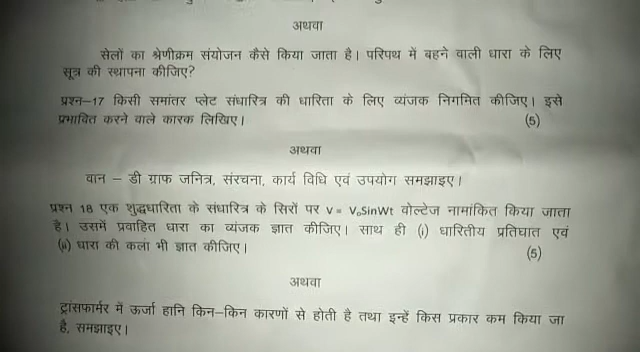 अथवा
सेलों का श्रेणीक्रम संयोजन कैसे किया जाता है। परिपथ में बहने वाली धारा के लिए
सूत्र की स्थापना कीजिए?
प्रश्न–17 किसी समांतर प्लेट संधारित्र की धारिता के लिए व्यंजक निगमित कीजिए। इसे
प्रभावित करने वाले कारक लिखिए। (5)
अथवा
वान – डी ग्राफ जनित्र, संरचना, कार्य विधि एवं उपयोग समझाइए।
प्रश्न 18 एक शुद्धधारिता के संधारित्र के सिरों पर V = V₀SinWt वोल्टेज नामांकित किया जाता
है। उसमें प्रवाहित धारा का व्यंजक ज्ञात कीजिए। साथ ही (i) धारितीय प्रतिघात एवं
(ii) धारा की कला भी ज्ञात कीजिए। (5)
अथवा
ट्रांसफार्मर में ऊर्जा हानि किन–किन कारणों से होती है तथा इन्हें किस प्रकार कम किया जा
है, समझाइए।